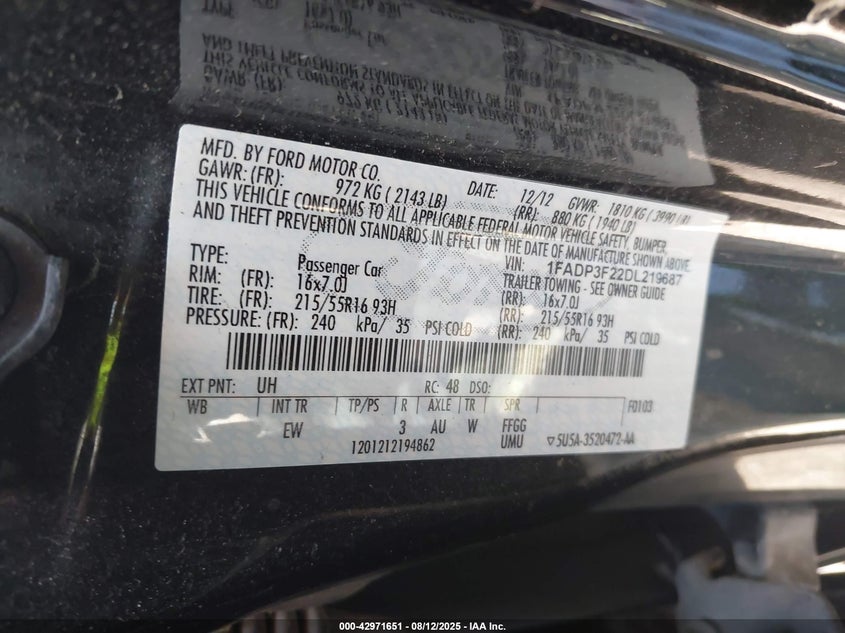 MFD. BY FORD MOTOR CO. DATE: 12/12 GVWR: 1810 KG ( 3990 LB)
GAWR: (FR): 972 KG ( 2143 LB) (RR): 880 KG ( 1940 LB)
THIS VEHICLE CONFORMS TO ALL APPLICABLE FEDERAL MOTOR VEHICLE SAFETY, BUMPER,
AND THEFT PREVENTION STANDARDS IN EFFECT ON THE DATE OF MANUFACTURE SHOWN ABOVE.
VIN: 1FADP3F22DL219687
TYPE: Passenger Car TRAILER TOWING - SEE OWNER GUIDE
RIM: (FR): 16x7.0J (RR): 16x7.0J
TIRE: (FR): 215/55R16 93H (RR): 215/55R16 93H
PRESSURE: (FR): 240 kPa/ 35 PSI COLD (RR): 240 kPa/ 35 PSI COLD
EXT PNT: UH RC: 48 DSO:
WB INT TR TP/PS R AXLE TR SPR F0103
EW 3 AU W FFGG
1201212194862 UMU ▽5U5A-3520472-AA
000-42971651 - 08/12/2025 - IAA Inc.